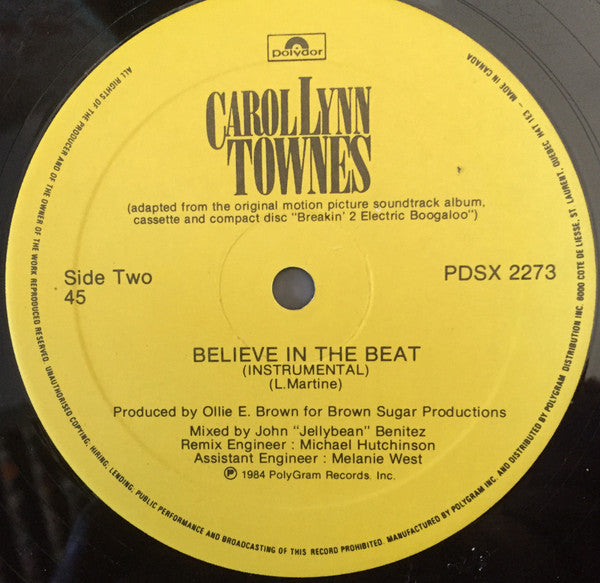 polydor
CAROL LYNN
TOWNES
(adapted from the original motion picture soundtrack album,
cassette and compact disc "Breakin' 2 Electric Boogaloo")
Side Two
45
PDSX 2273
BELIEVE IN THE BEAT
(INSTRUMENTAL)
(L.Martine)
Produced by Ollie E. Brown for Brown Sugar Productions
Mixed by John "Jellybean" Benitez
Remix Engineer : Michael Hutchinson
Assistant Engineer : Melanie West
℗ 1984 PolyGram Records, Inc.
ALL RIGHTS OF THE PRODUCER AND OF THE OWNER OF THE WORK REPRODUCED RESERVED. UNAUTHORISED COPYING, HIRING, LENDING, PUBLIC PERFORMANCE AND BROADCASTING OF THIS RECORD PROHIBITED. MANUFACTURED BY POLYGRAM INC. AND DISTRIBUTED BY POLYGRAM DISTRIBUTION INC. 6000 COTE DE LIESSE, ST LAURENT, QUEBEC H4T 1E3 – MADE IN CANADA